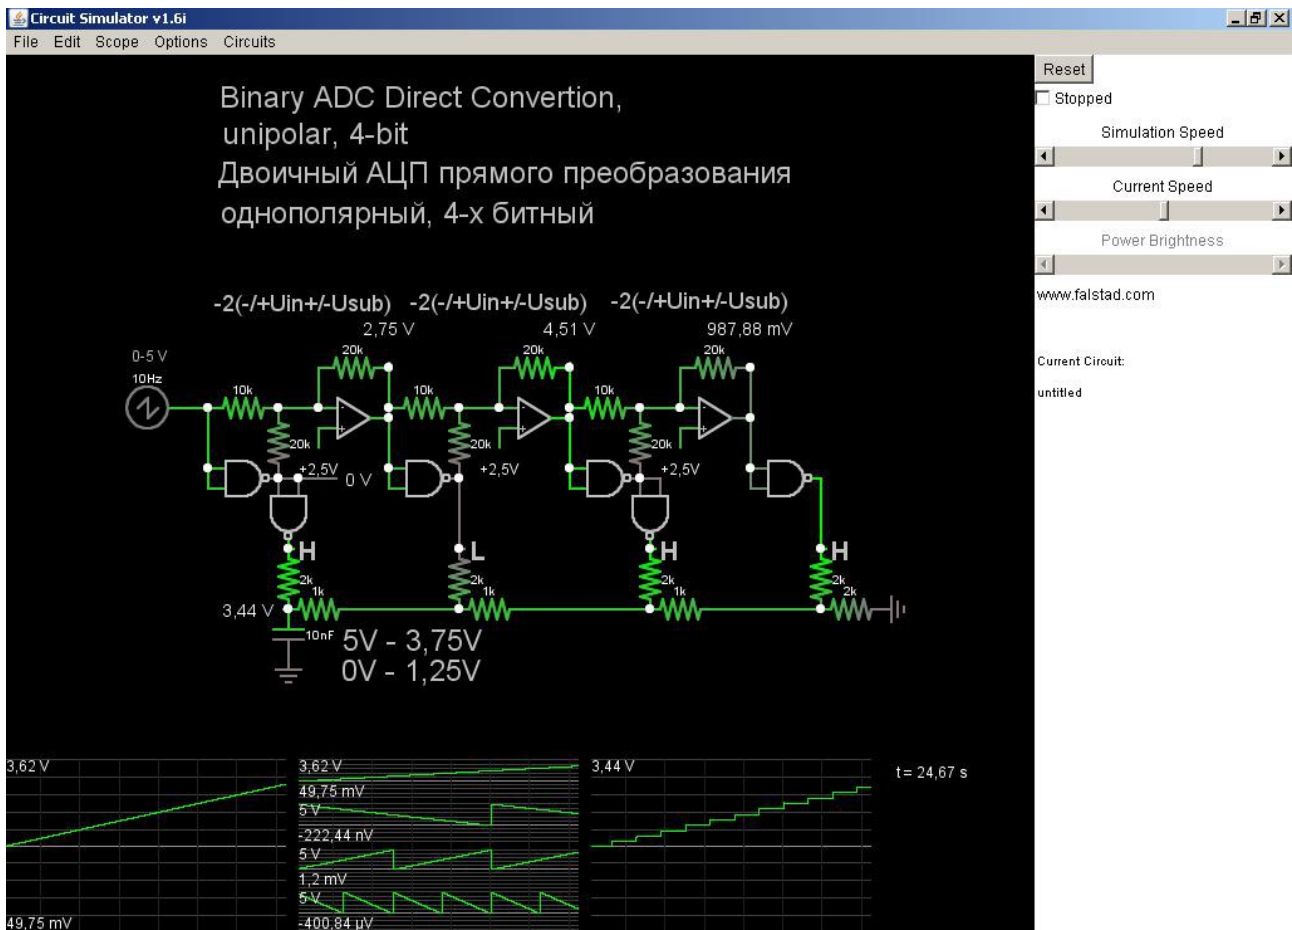 Circuit Simulator v1.6i
File Edit Scope Options Circuits
Reset
Stopped
Simulation Speed
Current Speed
Power Brightness
www.falstad.com
Current Circuit:
untitled
Binary ADC Direct Convertion,
unipolar, 4-bit
Двоичный АЦП прямого преобразования
однополярный, 4-х битный
-2(-/+Uin+/-Usub) -2(-/+Uin+/-Usub) -2(-/+Uin+/-Usub)
2,75 V 4,51 V 987,88 mV
0-5 V 20k 20k 20k
10Hz 10k 10k 10k
- - -
+ + +
20k 20k 20k
+2,5V 0 V +2,5V +2,5V
H L H H
2k 2k 2k 2k
1k 1k 1k 2k
3,44 V
10nF
5V - 3,75V
0V - 1,25V
3,62 V 3,62 V 3,44 V t = 24,67 s
49,75 mV
5 V
-222,44 nV
5 V
1,2 mV
5 V
49,75 mV -400,84 µV